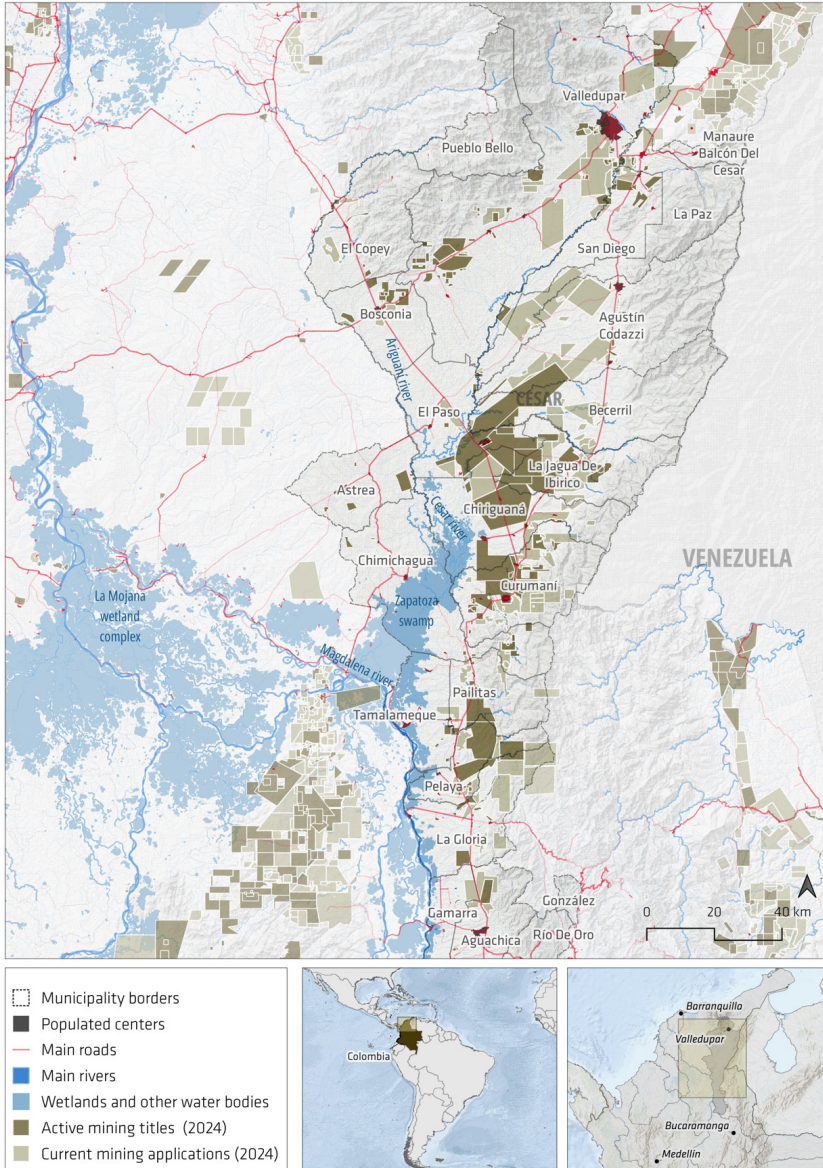 Valledupar
Pueblo Bello
Manaure
Balcón Del
Cesar
La Paz
El Copey
San Diego
Bosconia
Agustín
Codazzi
Ariguaní river
CESAR
El Paso
Becerril
La Jagua De
Ibirico
Astrea
Cesar river
Chiriguaná
Chimichagua
VENEZUELA
Curumaní
La Mojana
wetland
complex
Zapatoza
swamp
Magdalena river
Pailitas
Tamalameque
Pelaya
La Gloria
González
0 20 40 km
Gamarra
Aguachica
Río De Oro
Municipality borders
Populated centers
Main roads
Main rivers
Wetlands and other water bodies
Active mining titles (2024)
Current mining applications (2024)
Colombia
Barranquilla
Valledupar
Bucaramanga
Medellín